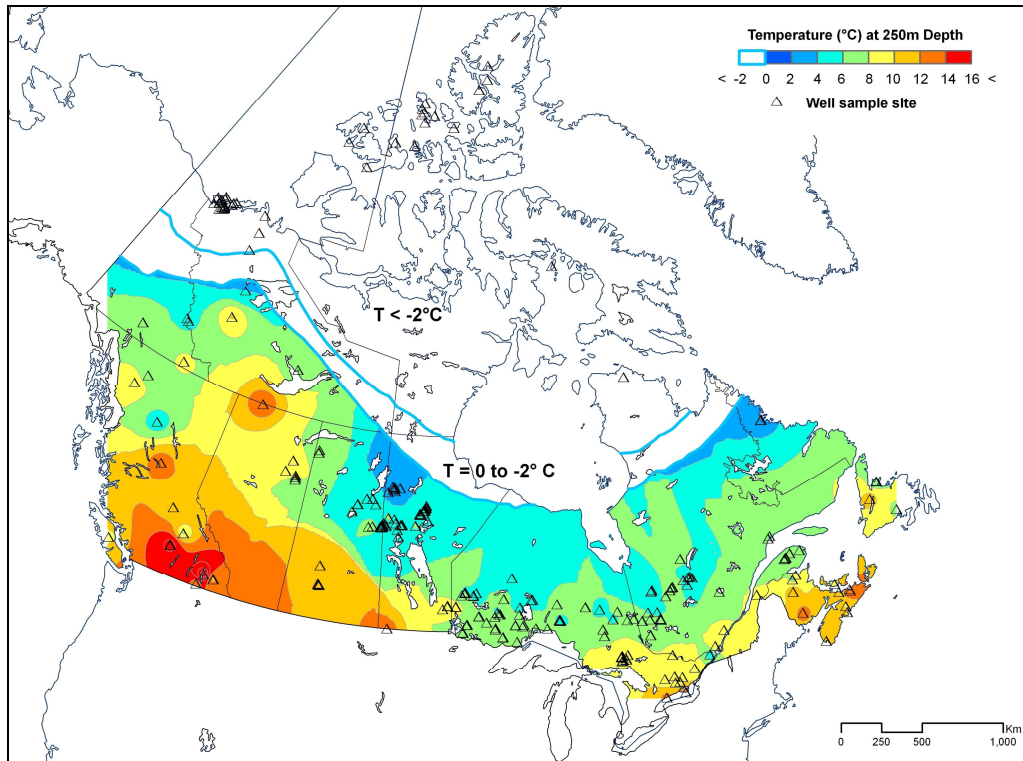 Temperature (°C) at 250m Depth
< -2 0 2 4 6 8 10 12 14 16 <
Well sample site
T < -2°C
T = 0 to -2° C
Km
0 250 500 1,000